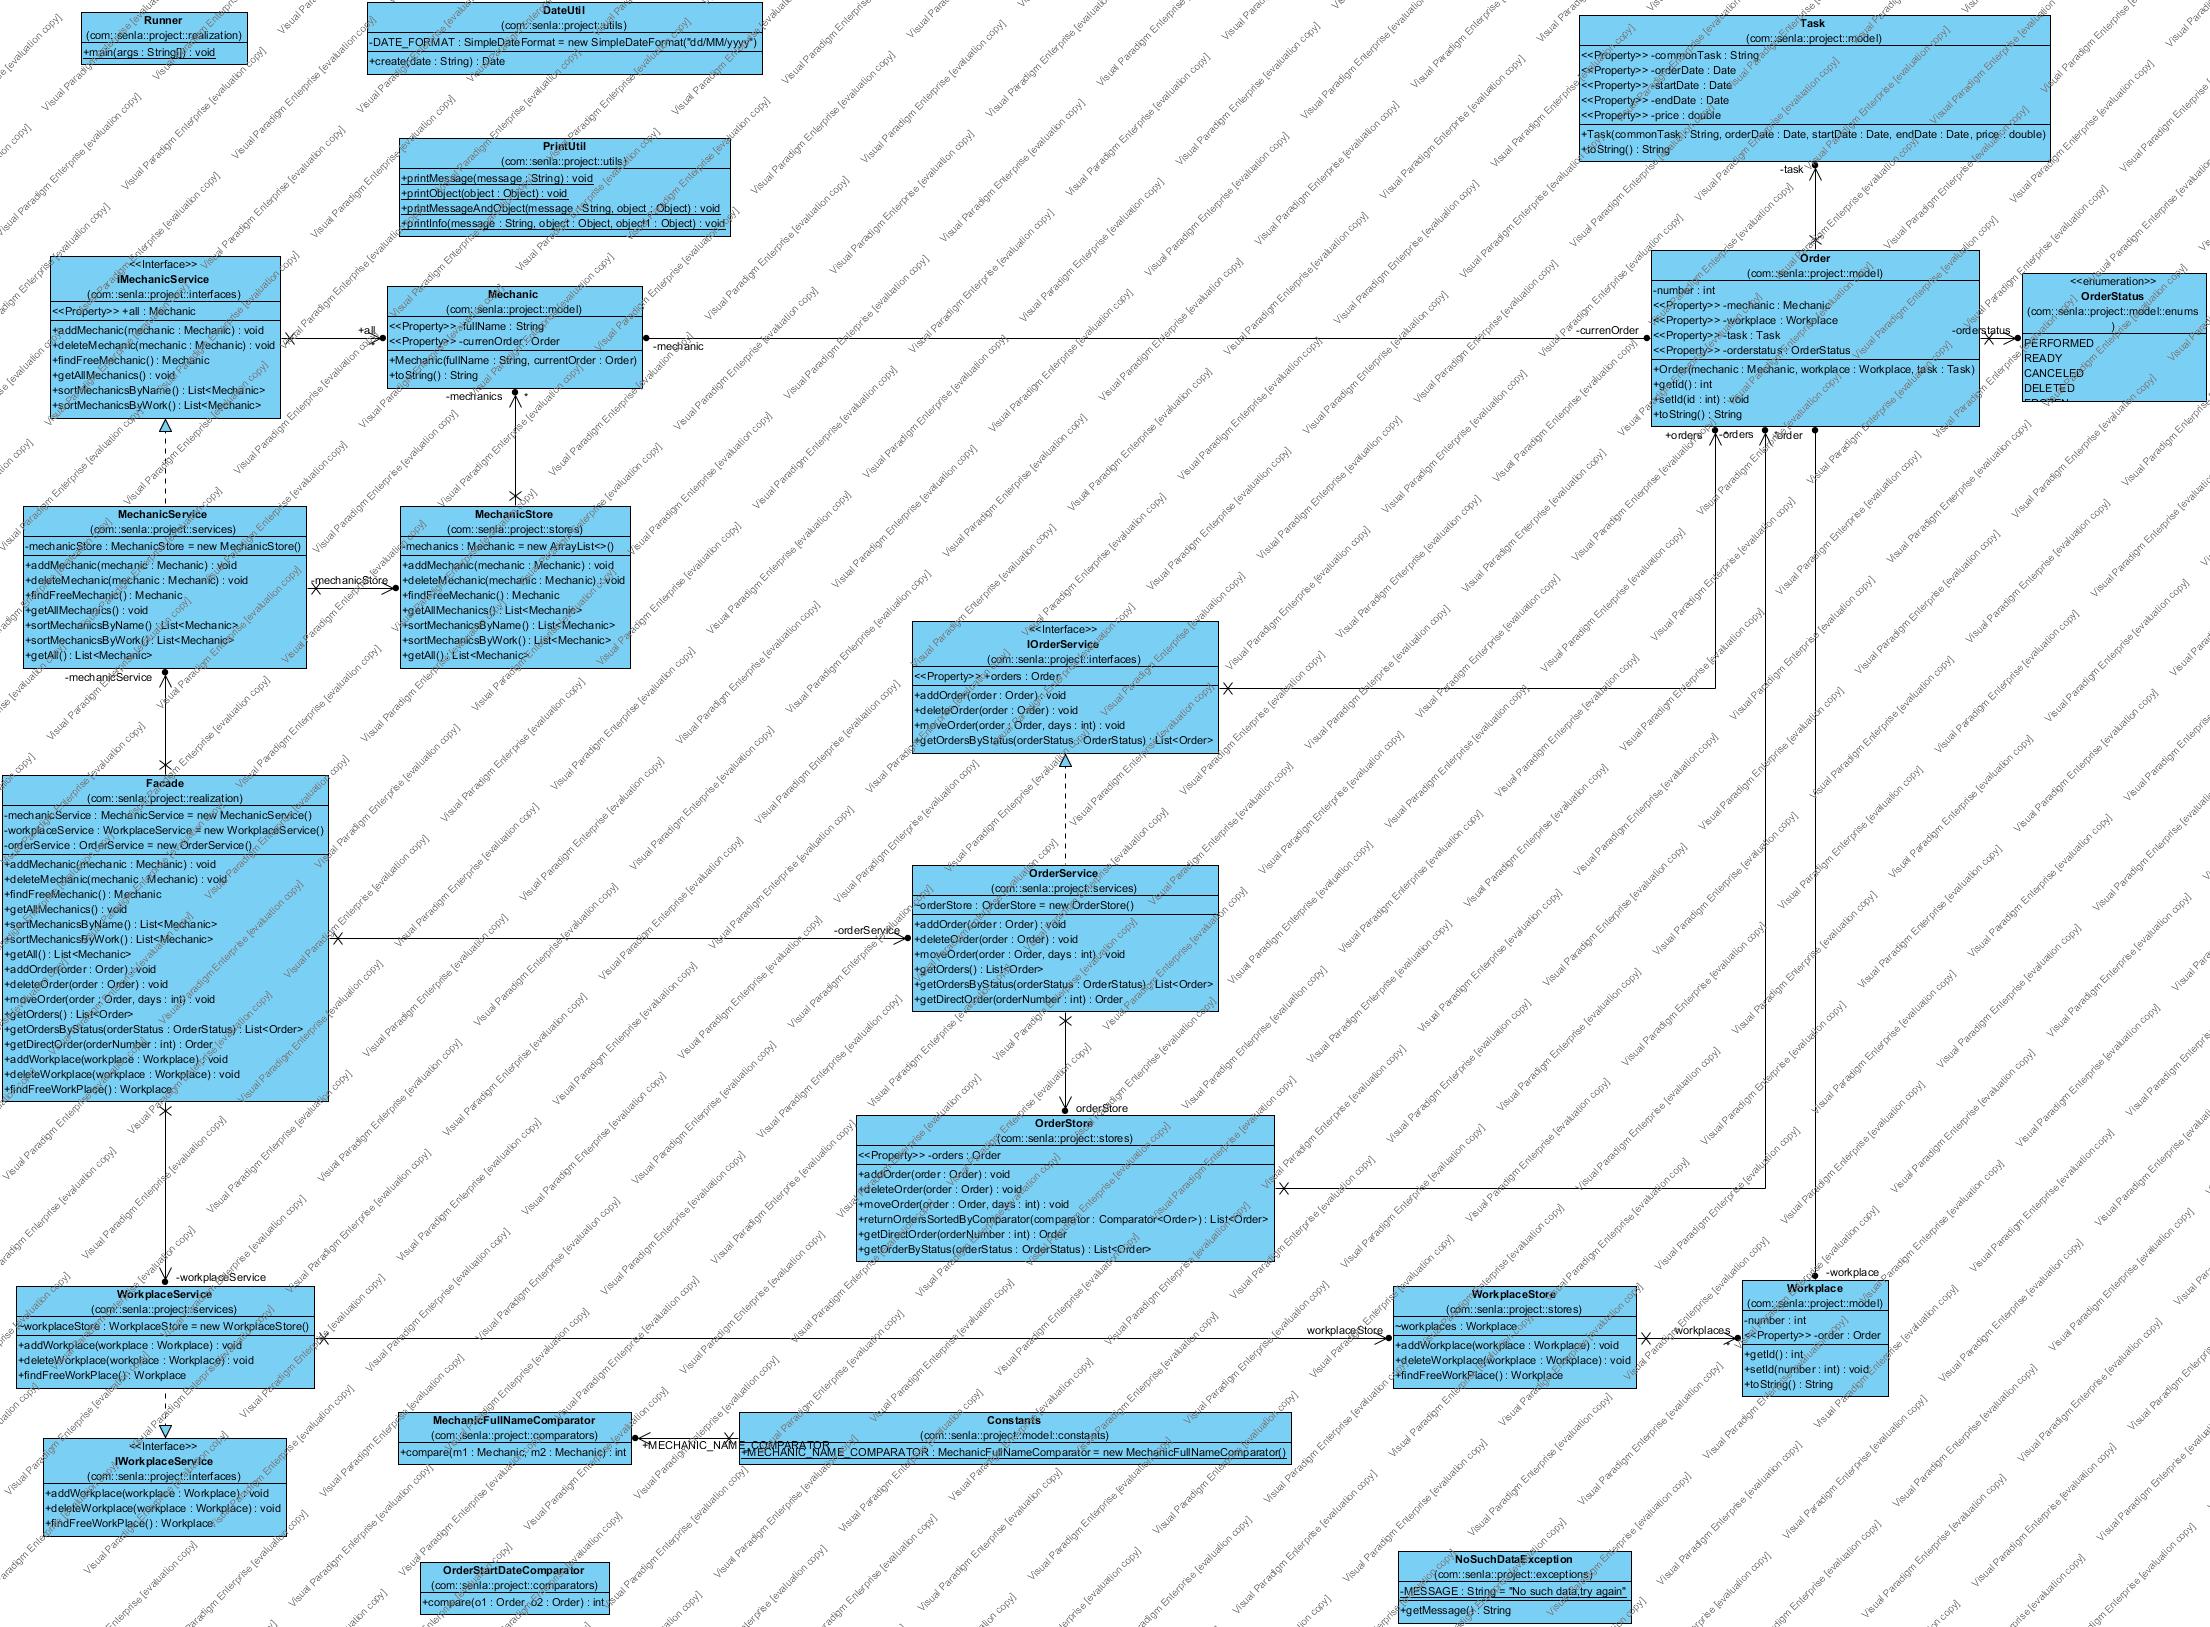 Runner
(com::senla::project::realization)
+main(args : String[]) : void
DateUtil
(com::senla::project::utils)
-DATE_FORMAT : SimpleDateFormat = new SimpleDateFormat("dd/MM/yyyy")
+create(date : String) : Date
Task
(com::senla::project::model)
<<Property>> -commonTask : String
<<Property>> -orderDate : Date
<<Property>> -startDate : Date
<<Property>> -endDate : Date
<<Property>> -price : double
+Task(commonTask : String, orderDate : Date, startDate : Date, endDate : Date, price : double)
+toString() : String
-task
PrintUtil
(com::senla::project::utils)
+printMessage(message : String) : void
+printObject(object : Object) : void
+printMessageAndObject(message : String, object : Object) : void
+printInfo(message : String, object : Object, object1 : Object) : void
<<Interface>>
IMechanicService
(com::senla::project::interfaces)
<<Property>> +all : Mechanic
+addMechanic(mechanic : Mechanic) : void
+deleteMechanic(mechanic : Mechanic) : void
+findFreeMechanic() : Mechanic
+getAllMechanics() : void
+sortMechanicsByName() : List<Mechanic>
+sortMechanicsByWork() : List<Mechanic>
+all
*
Mechanic
(com::senla::project::model)
<<Property>> -fullName : String
<<Property>> -currenOrder : Order
+Mechanic(fullName : String, currentOrder : Order)
+toString() : String
-mechanic
-currenOrder
-mechanics
*
Order
(com::senla::project::model)
-number : int
<<Property>> -mechanic : Mechanic
<<Property>> -workplace : Workplace
<<Property>> -task : Task
<<Property>> -orderstatus : OrderStatus
+Order(mechanic : Mechanic, workplace : Workplace, task : Task)
+getId() : int
+setId(id : int) : void
+toString() : String
-orderstatus
<<enumeration>>
OrderStatus
(com::senla::project::model::enums
)
PERFORMED
READY
CANCELED
DELETED
+orders
-orders
-order
MechanicService
(com::senla::project::services)
-mechanicStore : MechanicStore = new MechanicStore()
+addMechanic(mechanic : Mechanic) : void
+deleteMechanic(mechanic : Mechanic) : void
+findFreeMechanic() : Mechanic
+getAllMechanics() : void
+sortMechanicsByName() : List<Mechanic>
+sortMechanicsByWork() : List<Mechanic>
+getAll() : List<Mechanic>
-mechanicStore
-mechanicService
MechanicStore
(com::senla::project::stores)
-mechanics : Mechanic = new ArrayList<>()
+addMechanic(mechanic : Mechanic) : void
+deleteMechanic(mechanic : Mechanic) : void
+findFreeMechanic() : Mechanic
+getAllMechanics() : List<Mechanic>
+sortMechanicsByName() : List<Mechanic>
+sortMechanicsByWork() : List<Mechanic>
+getAll() : List<Mechanic>
<<Interface>>
IOrderService
(com::senla::project::interfaces)
<<Property>> +orders : Order
+addOrder(order : Order) : void
+deleteOrder(order : Order) : void
+moveOrder(order : Order, days : int) : void
+getOrdersByStatus(orderStatus : OrderStatus) : List<Order>
Facade
(com::senla::project::realization)
-mechanicService : MechanicService = new MechanicService()
-workplaceService : WorkplaceService = new WorkplaceService()
-orderService : OrderService = new OrderService()
+addMechanic(mechanic : Mechanic) : void
+deleteMechanic(mechanic : Mechanic) : void
+findFreeMechanic() : Mechanic
+getAllMechanics() : void
+sortMechanicsByName() : List<Mechanic>
+sortMechanicsByWork() : List<Mechanic>
+getAll() : List<Mechanic>
+addOrder(order : Order) : void
+deleteOrder(order : Order) : void
+moveOrder(order : Order, days : int) : void
+getOrders() : List<Order>
+getOrdersByStatus(orderStatus : OrderStatus) : List<Order>
+getDirectOrder(orderNumber : int) : Order
+addWorkplace(workplace : Workplace) : void
+deleteWorkplace(workplace : Workplace) : void
+findFreeWorkPlace() : Workplace
-orderService
OrderService
(com::senla::project::services)
~orderStore : OrderStore = new OrderStore()
+addOrder(order : Order) : void
+deleteOrder(order : Order) : void
+moveOrder(order : Order, days : int) : void
+getOrders() : List<Order>
+getOrdersByStatus(orderStatus : OrderStatus) : List<Order>
+getDirectOrder(orderNumber : int) : Order
orderStore
OrderStore
(com::senla::project::stores)
<<Property>> -orders : Order
+addOrder(order : Order) : void
+deleteOrder(order : Order) : void
+moveOrder(order : Order, days : int) : void
+returnOrdersSortedByComparator(comparator : Comparator<Order>) : List<Order>
+getDirectOrder(orderNumber : int) : Order
+getOrderByStatus(orderStatus : OrderStatus) : List<Order>
-workplaceService
WorkplaceService
(com::senla::project::services)
~workplaceStore : WorkplaceStore = new WorkplaceStore()
+addWorkplace(workplace : Workplace) : void
+deleteWorkplace(workplace : Workplace) : void
+findFreeWorkPlace() : Workplace
workplaceStore
WorkplaceStore
(com::senla::project::stores)
~workplaces : Workplace
+addWorkplace(workplace : Workplace) : void
+deleteWorkplace(workplace : Workplace) : void
+findFreeWorkPlace() : Workplace
workplaces
-workplace
Workplace
(com::senla::project::model)
-number : int
<<Property>> -order : Order
+getId() : int
+setId(number : int) : void
+toString() : String
<<Interface>>
IWorkplaceService
(com::senla::project::interfaces)
+addWorkplace(workplace : Workplace) : void
+deleteWorkplace(workplace : Workplace) : void
+findFreeWorkPlace() : Workplace
MechanicFullNameComparator
(com::senla::project::comparators)
+compare(m1 : Mechanic, m2 : Mechanic) : int
+MECHANIC_NAME_COMPARATOR
Constants
(com::senla::project::model::constants)
+MECHANIC_NAME_COMPARATOR : MechanicFullNameComparator = new MechanicFullNameComparator()
OrderStartDateComparator
(com::senla::project::comparators)
+compare(o1 : Order, o2 : Order) : int
NoSuchDataException
(com::senla::project::exceptions)
-MESSAGE : String = "No such data,try again"
+getMessage() : String
Visual Paradigm Enterprise [evaluation copy]